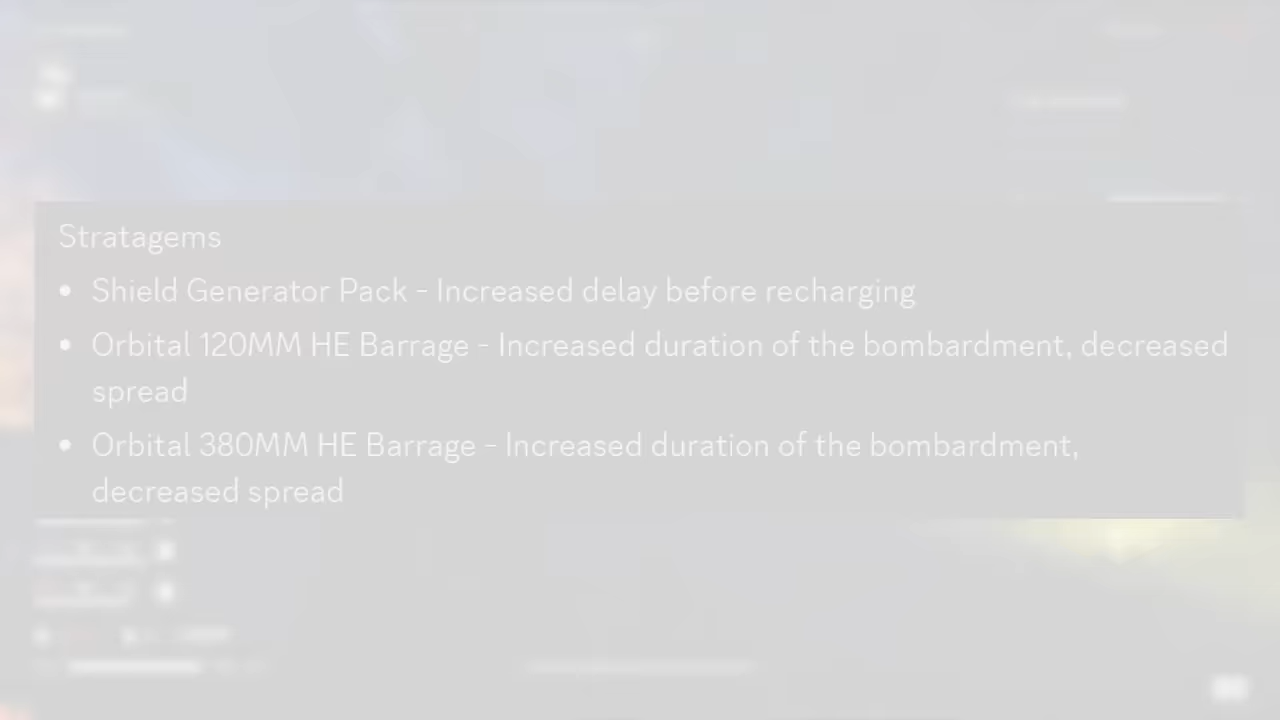 Stratagems
• Shield Generator Pack - Increased delay before recharging
• Orbital 120MM HE Barrage - Increased duration of the bombardment, decreased
spread
• Orbital 380MM HE Barrage - Increased duration of the bombardment,
decreased spread